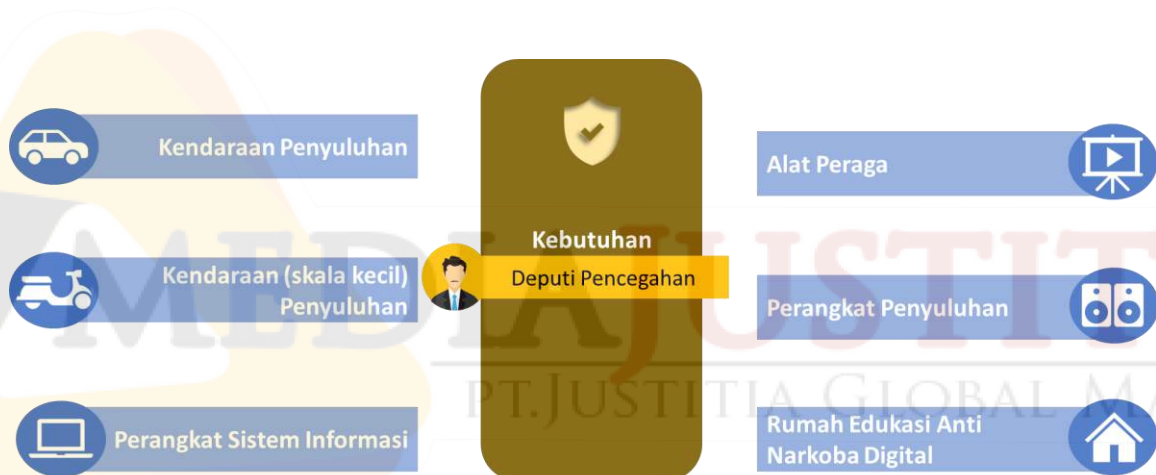 Kendaraan Penyuluhan
Kendaraan (skala kecil)
Penyuluhan
Perangkat Sistem Informasi
Kebutuhan
Deputi Pencegahan
Alat Peraga
Perangkat Penyuluhan
Rumah Edukasi Anti
Narkoba Digital
MEDIAJUSTIT
PT.JUSTITIA GLOBAL MA